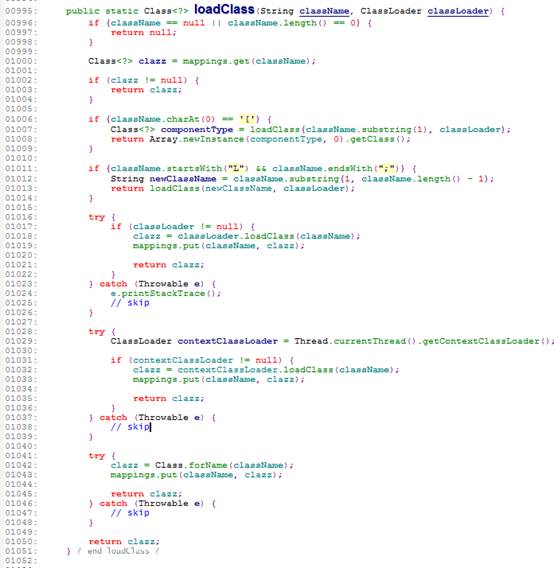 00995: public static Class<?> loadClass(String className, ClassLoader classLoader) {
00996: if (className == null || className.length() == 0) {
00997: return null;
00998: }
00999:
01000: Class<?> clazz = mappings.get(className);
01001:
01002: if (clazz != null) {
01003: return clazz;
01004: }
01005:
01006: if (className.charAt(0) == '[') {
01007: Class<?> componentType = loadClass(className.substring(1), classLoader);
01008: return Array.newInstance(componentType, 0).getClass();
01009: }
01010:
01011: if (className.startsWith("L") && className.endsWith(";")) {
01012: String newClassName = className.substring(1, className.length() - 1);
01013: return loadClass(newClassName, classLoader);
01014: }
01015:
01016: try {
01017: if (classLoader != null) {
01018: clazz = classLoader.loadClass(className);
01019: mappings.put(className, clazz);
01020:
01021: return clazz;
01022: }
01023: } catch (Throwable e) {
01024: e.printStackTrace();
01025: // skip
01026: }
01027:
01028: try {
01029: ClassLoader contextClassLoader = Thread.currentThread().getContextClassLoader();
01030:
01031: if (contextClassLoader != null) {
01032: clazz = contextClassLoader.loadClass(className);
01033: mappings.put(className, clazz);
01034:
01035: return clazz;
01036: }
01037: } catch (Throwable e) {
01038: // skip
01039: }
01040:
01041: try {
01042: clazz = Class.forName(className);
01043: mappings.put(className, clazz);
01044:
01045: return clazz;
01046: } catch (Throwable e) {
01047: // skip
01048: }
01049:
01050: return clazz;
01051: } ? end loadClass ?
01052: